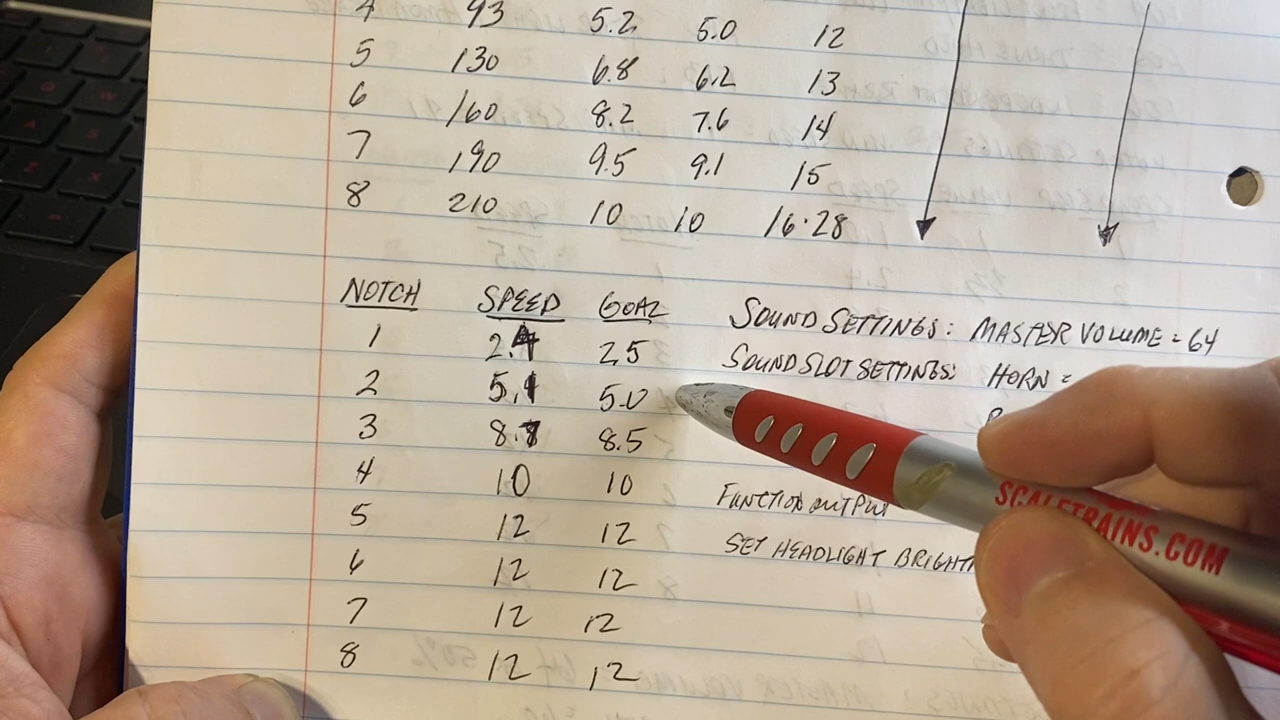 4 93 5.2 5.0 12
5 130 6.8 6.2 13
6 160 8.2 7.6 14
7 190 9.5 9.1 15
8 210 10 10 16-28
NOTCH SPEED GOAL SOUND SETTINGS: MASTER VOLUME = 64
1 2.4 2.5 SOUND SLOT SETTINGS: HORN =
2 5.1 5.0
3 8.7 8.5
4 10 10 FUNCTION OUTPUT
5 12 12 SET HEADLIGHT
6 12 12
7 12 12
8 12 12
SCALETRAINS.COM